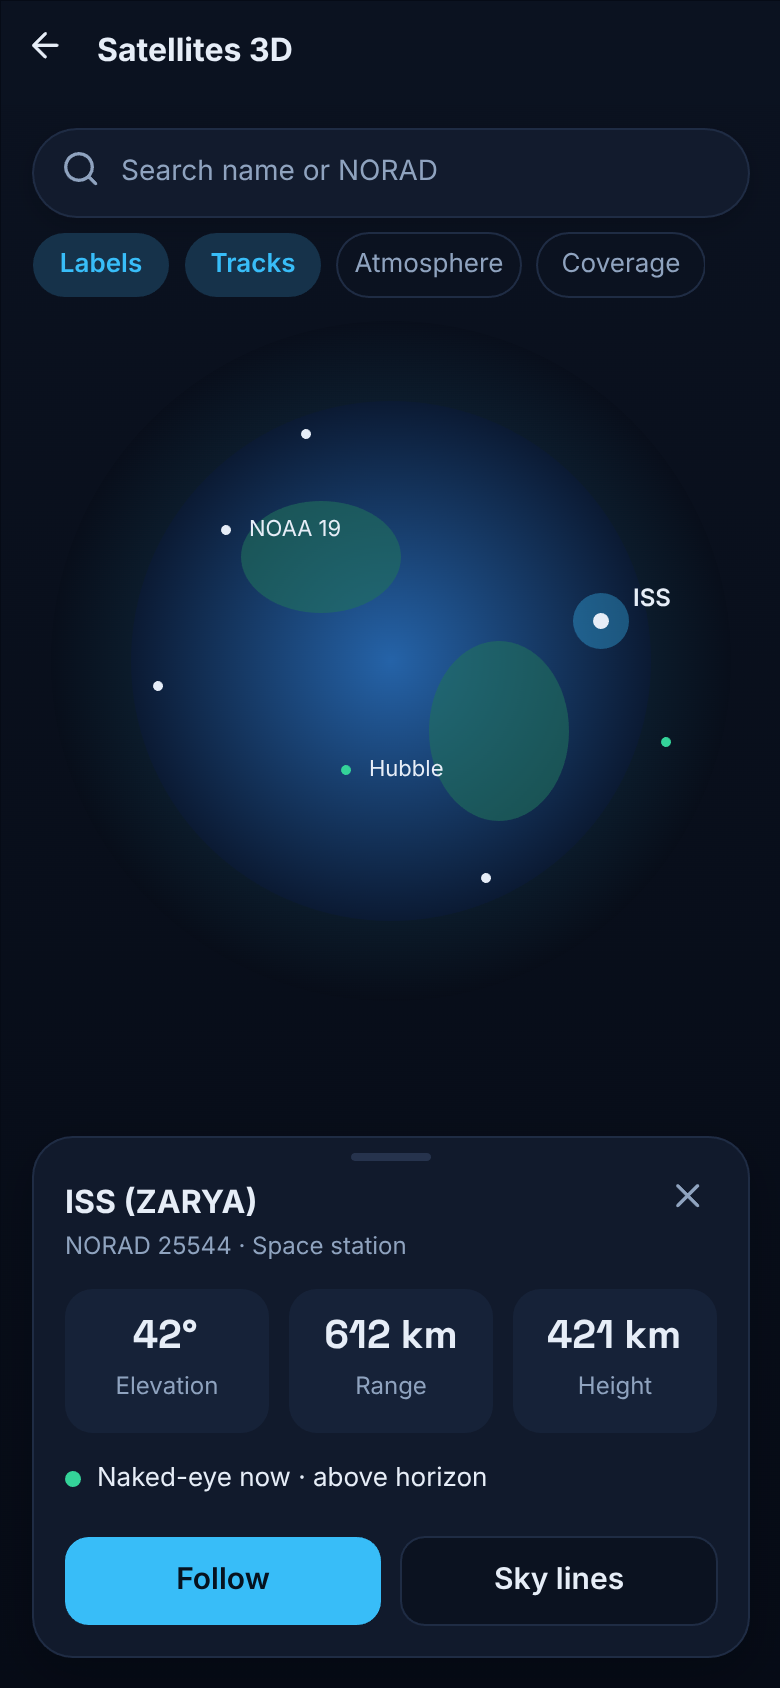 Satellites 3D
Search name or NORAD
Labels Tracks Atmosphere Coverage
NOAA 19
ISS
Hubble
ISS (ZARYA)
NORAD 25544 · Space station
42° 612 km 421 km
Elevation Range Height
Naked-eye now · above horizon
Follow Sky lines